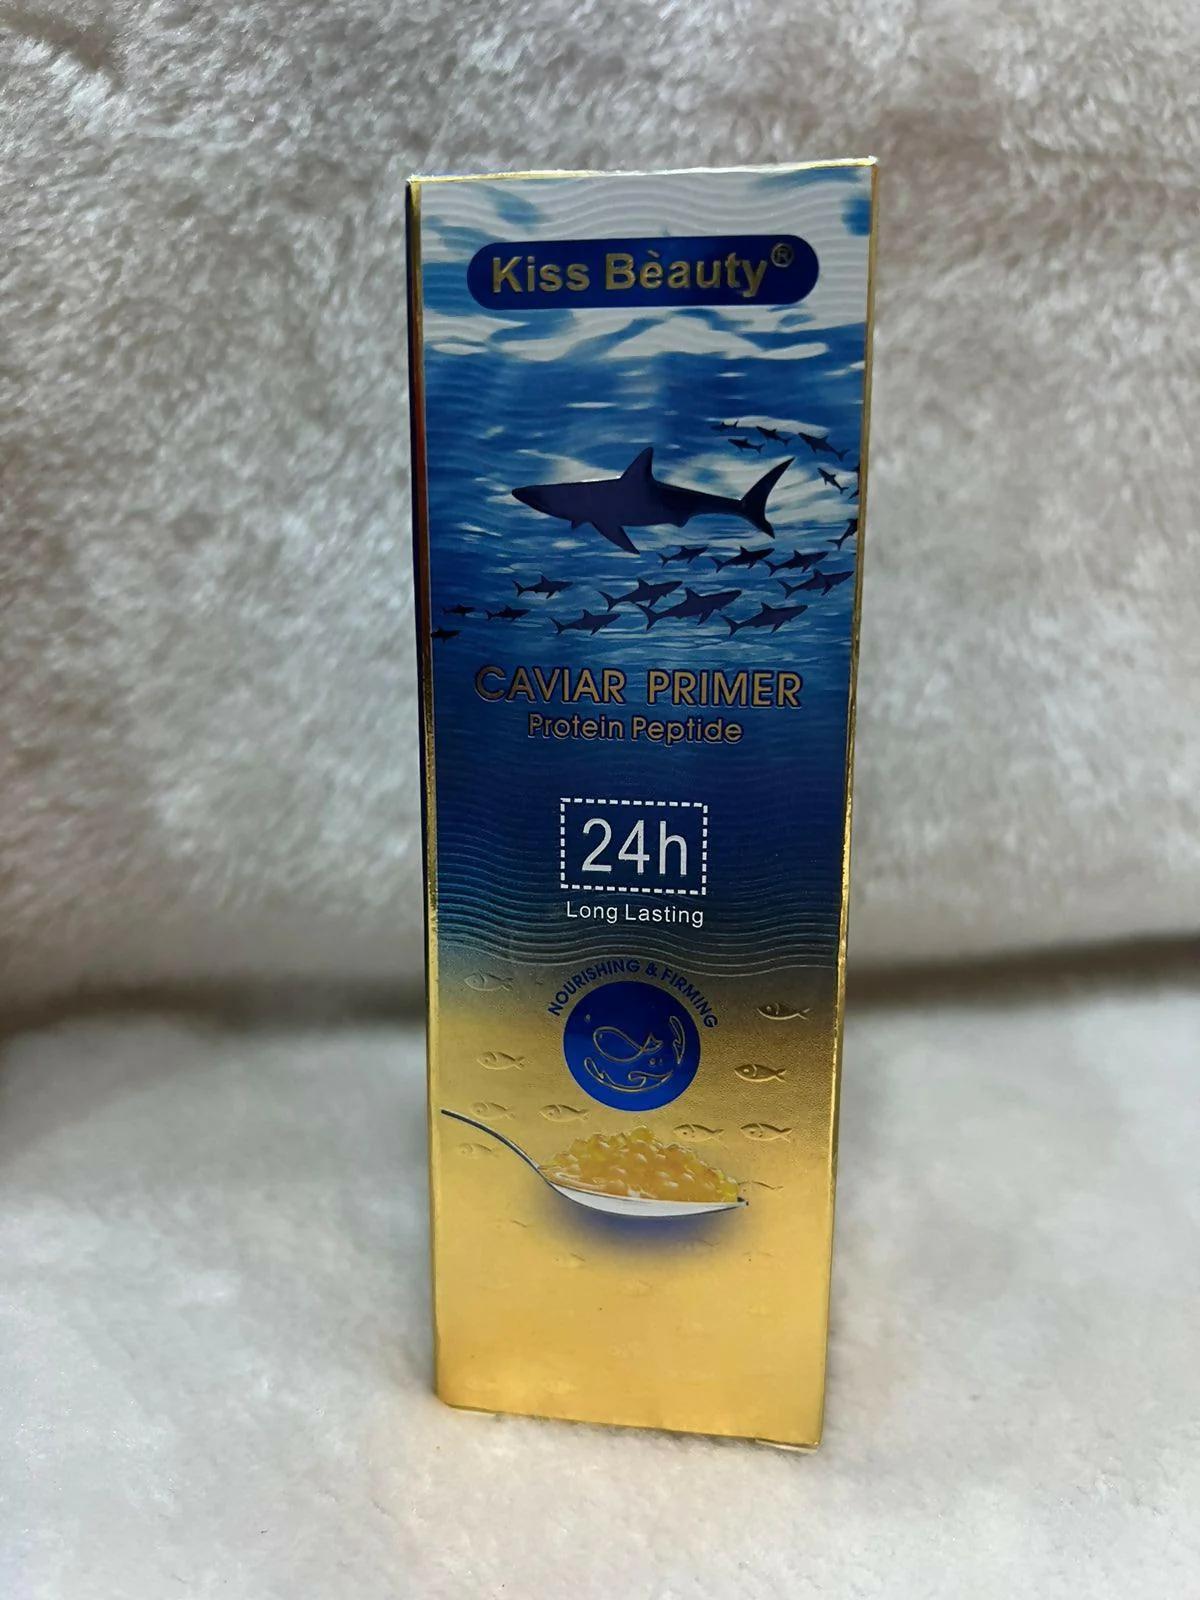 Kiss Bèauty®
CAVIAR PRIMER
Protein Peptide
24h
Long Lasting
NOURISHING & FIRMING